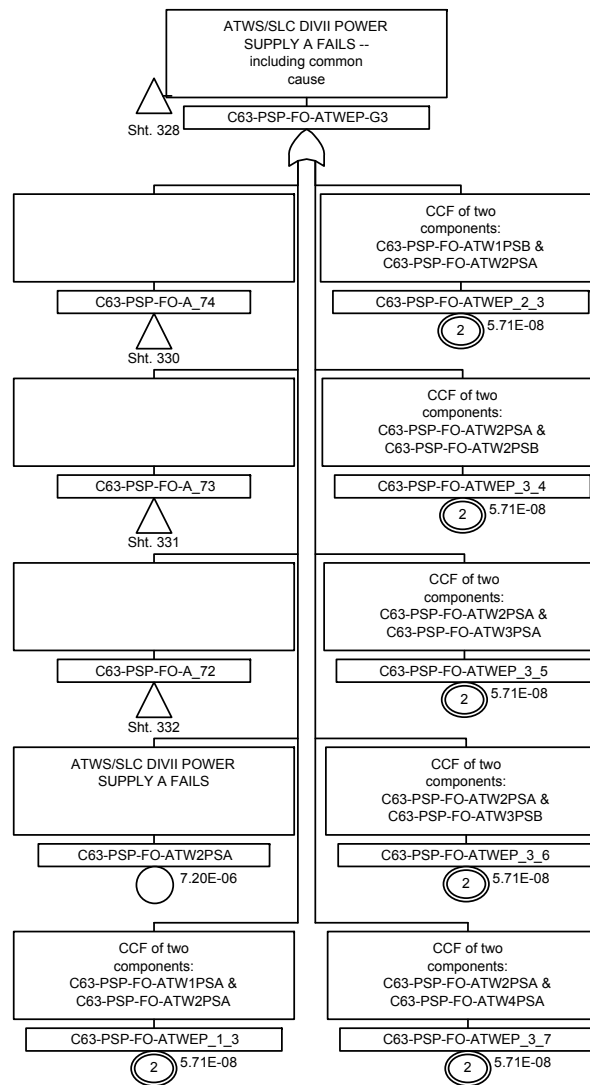 ATWS/SLC DIVII POWER
SUPPLY A FAILS --
including common
cause
C63-PSP-FO-ATWEP-G3
Sht. 328
C63-PSP-FO-A_74
Sht. 330
C63-PSP-FO-A_73
Sht. 331
C63-PSP-FO-A_72
Sht. 332
ATWS/SLC DIVII POWER
SUPPLY A FAILS
C63-PSP-FO-ATW2PSA
7.20E-06
CCF of two
components:
C63-PSP-FO-ATW1PSA &
C63-PSP-FO-ATW2PSA
C63-PSP-FO-ATWEP_1_3
2 5.71E-08
CCF of two
components:
C63-PSP-FO-ATW1PSB &
C63-PSP-FO-ATW2PSA
C63-PSP-FO-ATWEP_2_3
2 5.71E-08
CCF of two
components:
C63-PSP-FO-ATW2PSA &
C63-PSP-FO-ATW2PSB
C63-PSP-FO-ATWEP_3_4
2 5.71E-08
CCF of two
components:
C63-PSP-FO-ATW2PSA &
C63-PSP-FO-ATW3PSA
C63-PSP-FO-ATWEP_3_5
2 5.71E-08
CCF of two
components:
C63-PSP-FO-ATW2PSA &
C63-PSP-FO-ATW3PSB
C63-PSP-FO-ATWEP_3_6
2 5.71E-08
CCF of two
components:
C63-PSP-FO-ATW2PSA &
C63-PSP-FO-ATW4PSA
C63-PSP-FO-ATWEP_3_7
2 5.71E-08